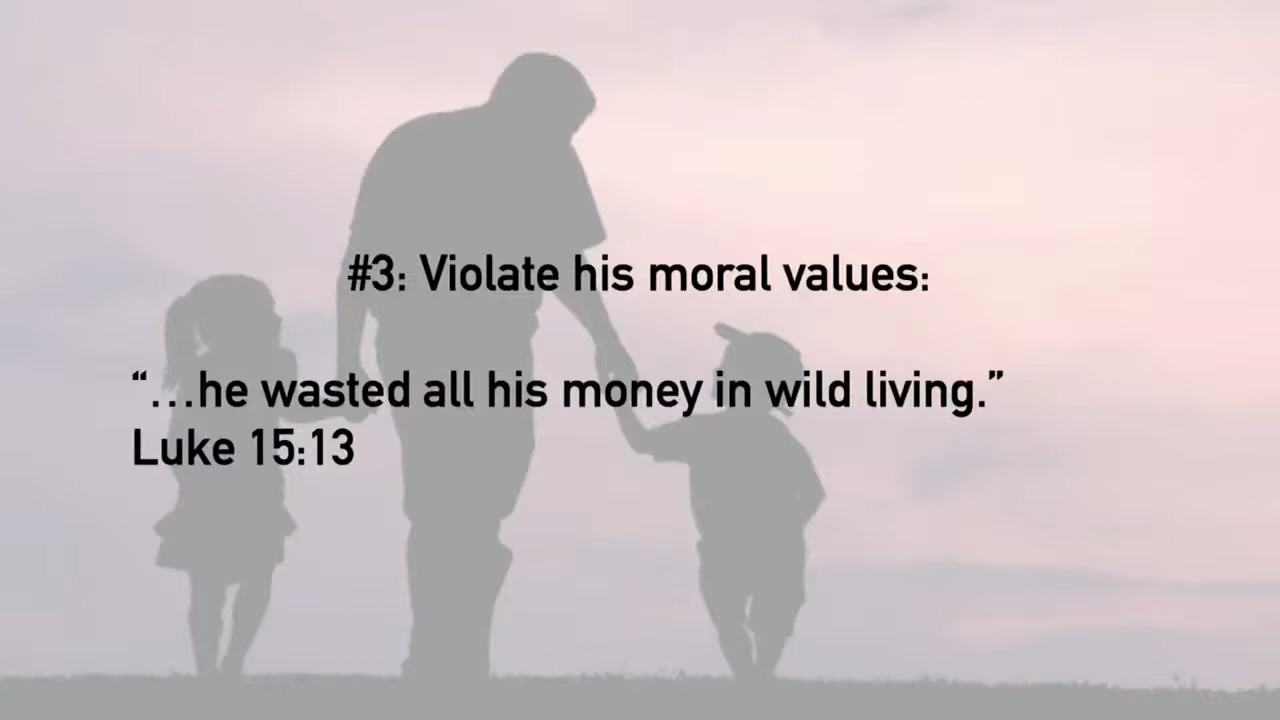 #3: Violate his moral values:
“…he wasted all his money in wild living.”
Luke 15:13